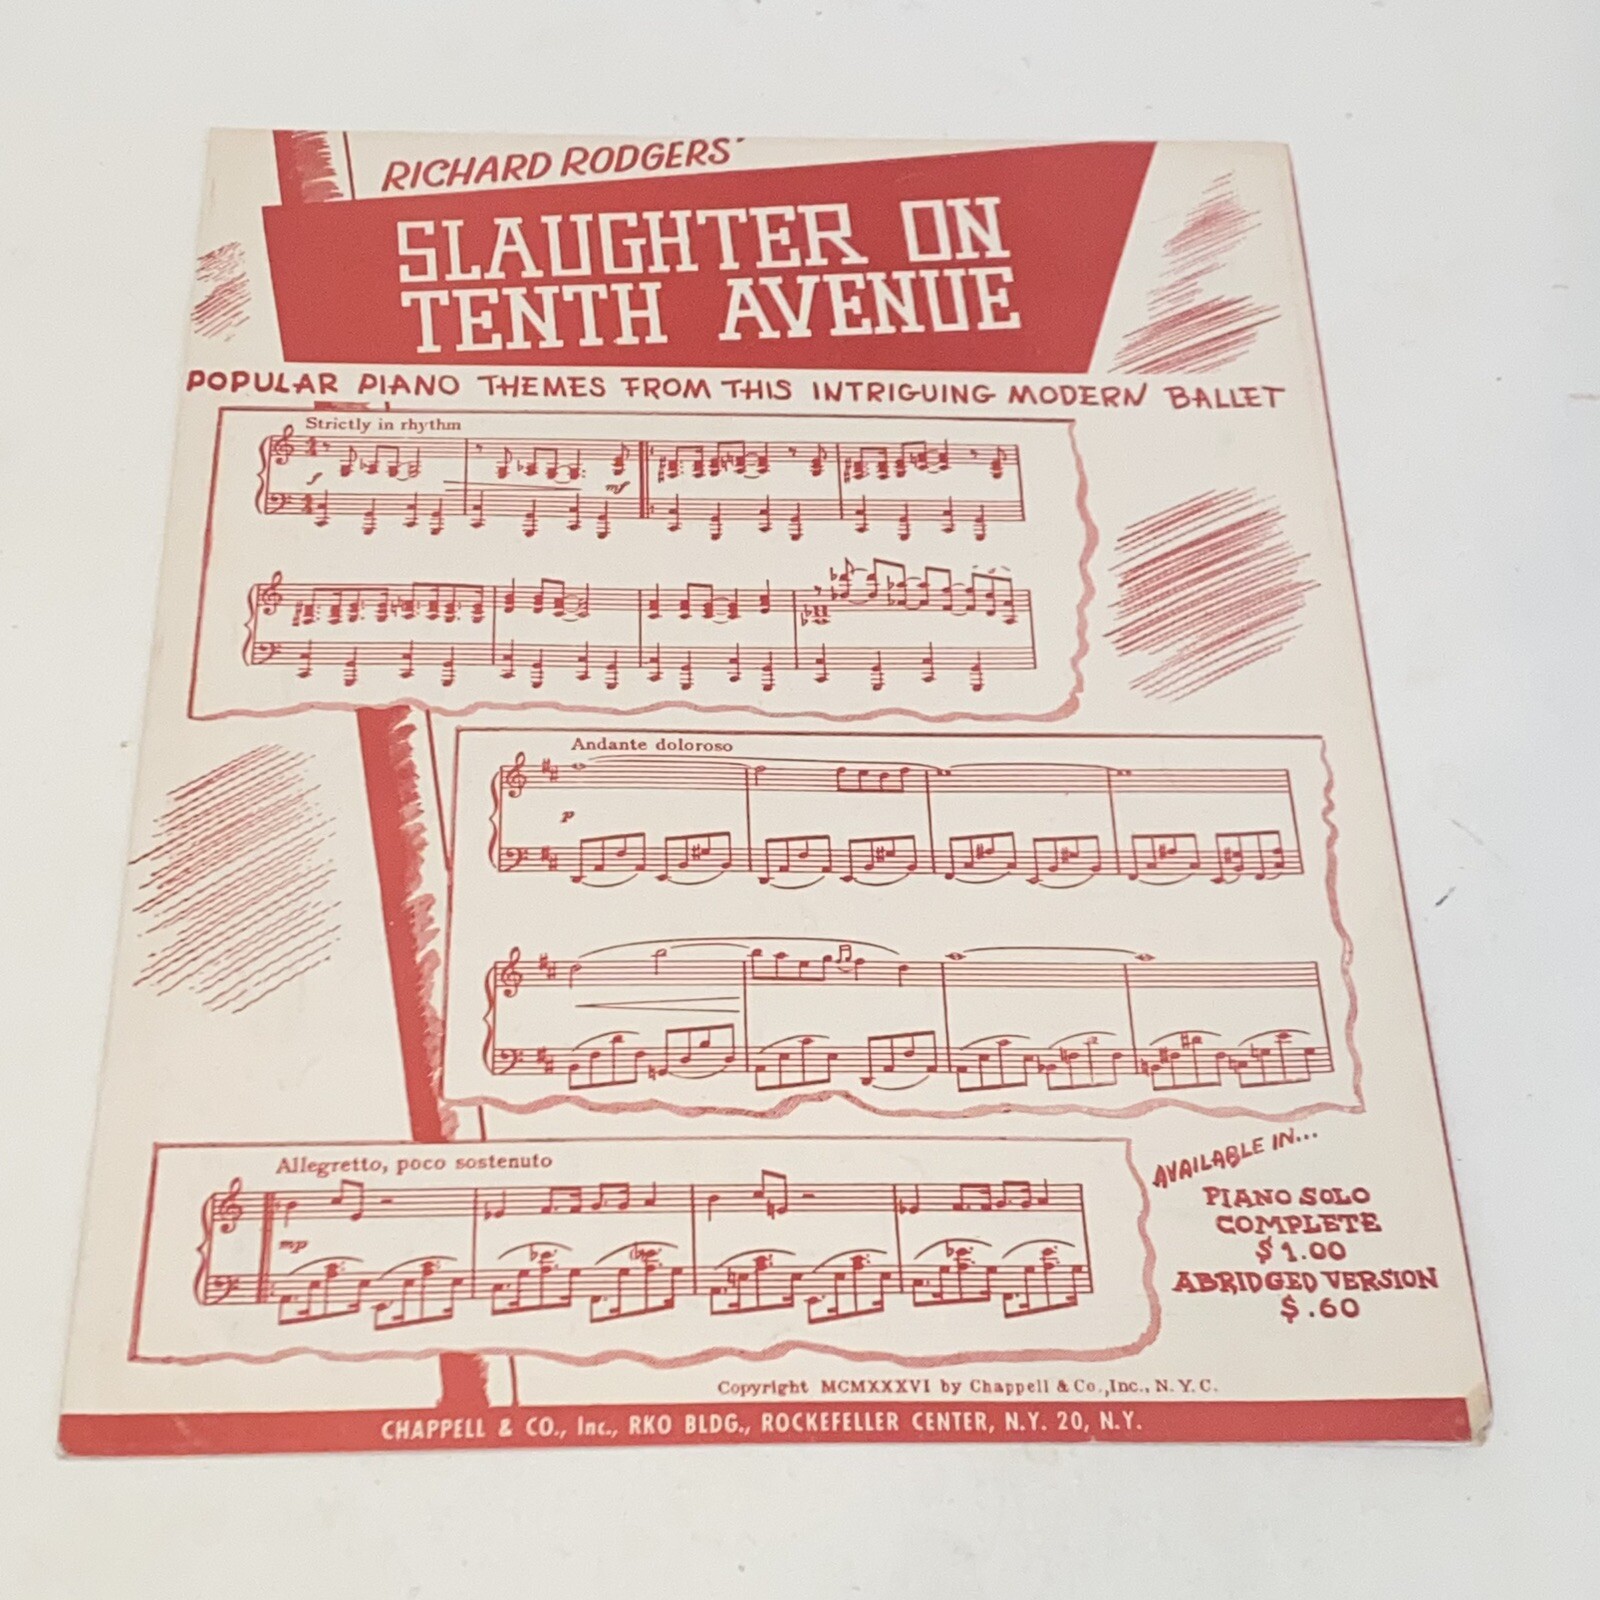 RICHARD RODGERS'
SLAUGHTER ON
TENTH AVENUE
POPULAR PIANO THEMES FROM THIS INTRIGUING MODERN BALLET
Strictly in rhythm
f
mf
Andante doloroso
p
Allegretto, poco sostenuto
mp
AVAILABLE IN...
PIANO SOLO
COMPLETE
$1.00
ABRIDGED VERSION
$.60
Copyright MCMXXXVI by Chappell & Co., Inc., N.Y.C.
CHAPPELL & CO., Inc., RKO BLDG., ROCKEFELLER CENTER, N.Y. 20, N.Y.